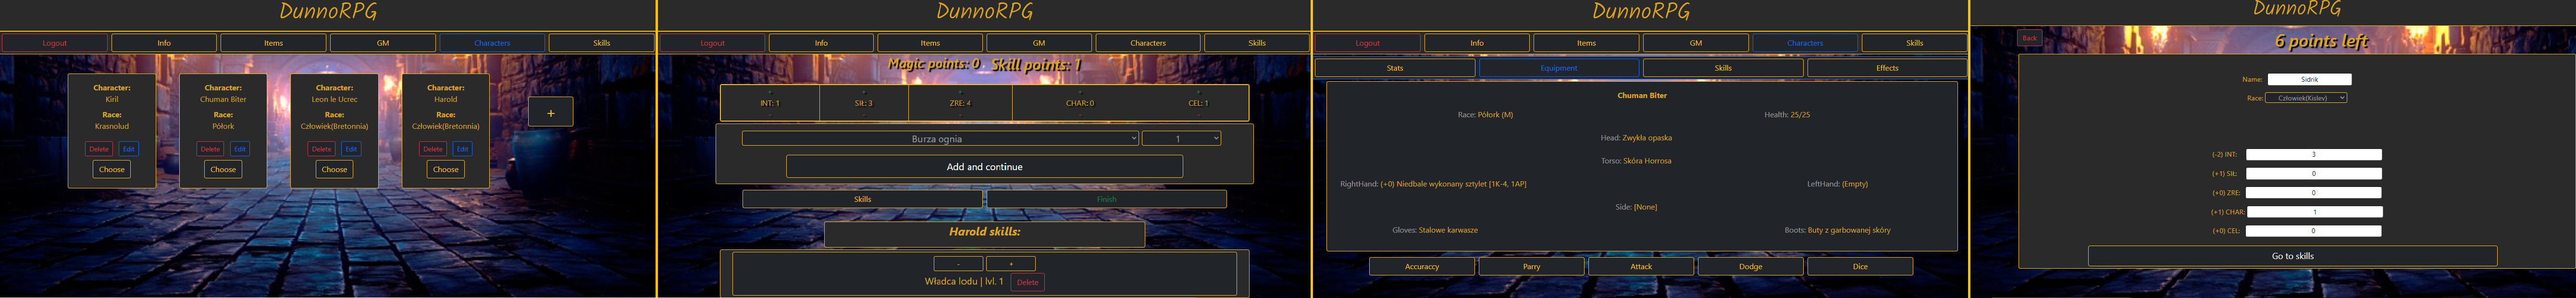 DunnoRPG
Logout Info Items GM Characters Skills
Character: Character: Character: Character:
Kiril Chuman Biter Leon le Ucrec Harold
Race: Race: Race: Race:
Krasnolud Półork Człowiek(Bretonnia) Człowiek(Bretonnia)
Delete Edit Delete Edit Delete Edit Delete Edit
Choose Choose Choose Choose
+
DunnoRPG
Logout Info Items GM Characters Skills
Magic points: 0 . Skill points: 1
+ + + + +
INT: 1 SIŁ: 3 ZRE: 4 CHAR: 0 CEL: 1
- - - - -
Burza ognia 1
Add and continue
Skills Finish
Harold skills:
- +
Władca lodu | lvl. 1 Delete
DunnoRPG
Logout Info Items GM Characters Skills
Stats Equipment Skills Effects
Chuman Biter
Race: Półork (M) Health: 25/25
Head: Zwykła opaska
Torso: Skóra Horrosa
RightHand: (+0) Niedbale wykonany sztylet [1K-4, 1AP] LeftHand: (Empty)
Side: [None]
Gloves: Stalowe karwasze Boots: Buty z garbowanej skóry
Accuraccy Parry Attack Dodge Dice
DunnoRPG
Back 6 points left
Name: Sidrik
Race: Człowiek(Kislev)
(-2) INT: 3
(+1) SIŁ: 0
(+0) ZRE: 0
(+1) CHAR: 1
(+0) CEL: 0
Go to skills